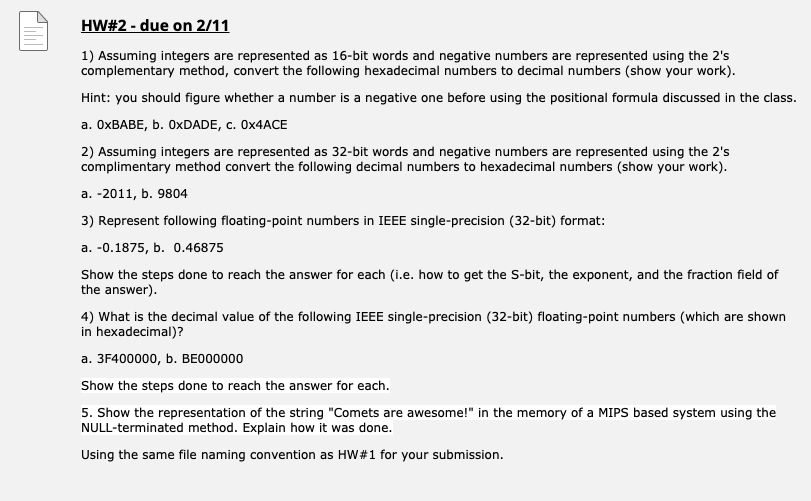 HW#2 - due on 2/11
1) Assuming integers are represented as 16-bit words and negative numbers are represented using the 2's
complementary method, convert the following hexadecimal numbers to decimal numbers (show your work).
Hint: you should figure whether a number is a negative one before using the positional formula discussed in the class.
a. 0xBABE, b. 0xDADE, c. 0x4ACE
2) Assuming integers are represented as 32-bit words and negative numbers are represented using the 2's
complimentary method convert the following decimal numbers to hexadecimal numbers (show your work).
a. -2011, b. 9804
3) Represent following floating-point numbers in IEEE single-precision (32-bit) format:
a. -0.1875, b.  0.46875
Show the steps done to reach the answer for each (i.e. how to get the S-bit, the exponent, and the fraction field of
the answer).
4) What is the decimal value of the following IEEE single-precision (32-bit) floating-point numbers (which are shown
in hexadecimal)?
a. 3F400000, b. BE000000
Show the steps done to reach the answer for each.
5. Show the representation of the string "Comets are awesome!" in the memory of a MIPS based system using the
NULL-terminated method. Explain how it was done.
Using the same file naming convention as HW#1 for your submission.